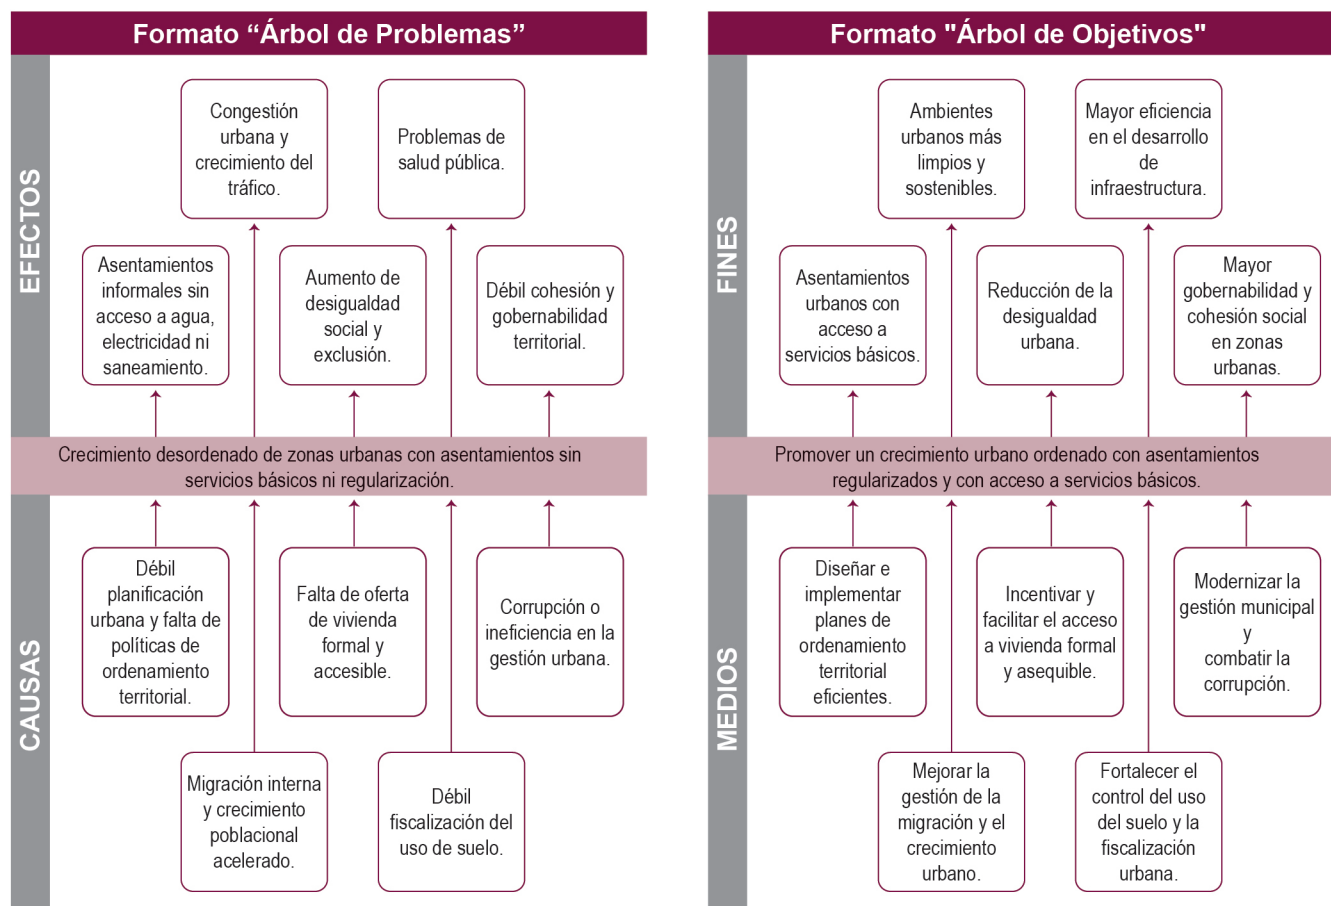 Formato “Árbol de Problemas”
EFECTOS
Congestión
urbana y
crecimiento del
tráfico.
Problemas de
salud pública.
Asentamientos
informales sin
acceso a agua,
electricidad ni
saneamiento.
Aumento de
desigualdad
social y
exclusión.
Débil cohesión y
gobernabilidad
territorial.
Crecimiento desordenado de zonas urbanas con asentamientos sin
servicios básicos ni regularización.
CAUSAS
Débil
planificación
urbana y falta de
políticas de
ordenamiento
territorial.
Falta de oferta
de vivienda
formal y
accesible.
Corrupción o
ineficiencia en la
gestión urbana.
Migración interna
y crecimiento
poblacional
acelerado.
Débil
fiscalización del
uso de suelo.
Formato "Árbol de Objetivos"
FINES
Ambientes
urbanos más
limpios y
sostenibles.
Mayor eficiencia
en el desarrollo
de
infraestructura.
Asentamientos
urbanos con
acceso a
servicios básicos.
Reducción de la
desigualdad
urbana.
Mayor
gobernabilidad y
cohesión social
en zonas
urbanas.
Promover un crecimiento urbano ordenado con asentamientos
regularizados y con acceso a servicios básicos.
MEDIOS
Diseñar e
implementar
planes de
ordenamiento
territorial
eficientes.
Incentivar y
facilitar el acceso
a vivienda formal
y asequible.
Modernizar la
gestión municipal
y
combatir la
corrupción.
Mejorar la
gestión de la
migración y el
crecimiento
urbano.
Fortalecer el
control del uso
del suelo y la
fiscalización
urbana.